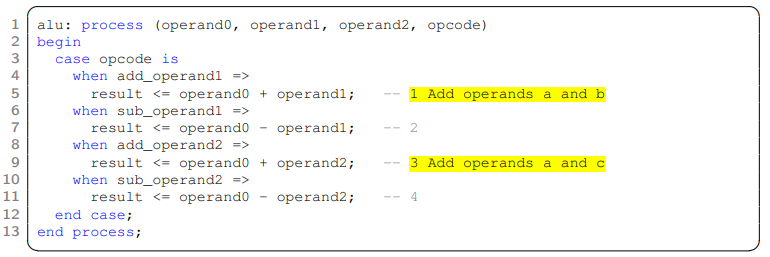 1 alu: process (operand0, operand1, operand2, opcode)
2 begin
3   case opcode is
4     when add_operand1 =>
5       result <= operand0 + operand1;   -- 1 Add operands a and b
6     when sub_operand1 =>
7       result <= operand0 - operand1;   -- 2
8     when add_operand2 =>
9       result <= operand0 + operand2;   -- 3 Add operands a and c
10     when sub_operand2 =>
11       result <= operand0 - operand2;   -- 4
12   end case;
13 end process;